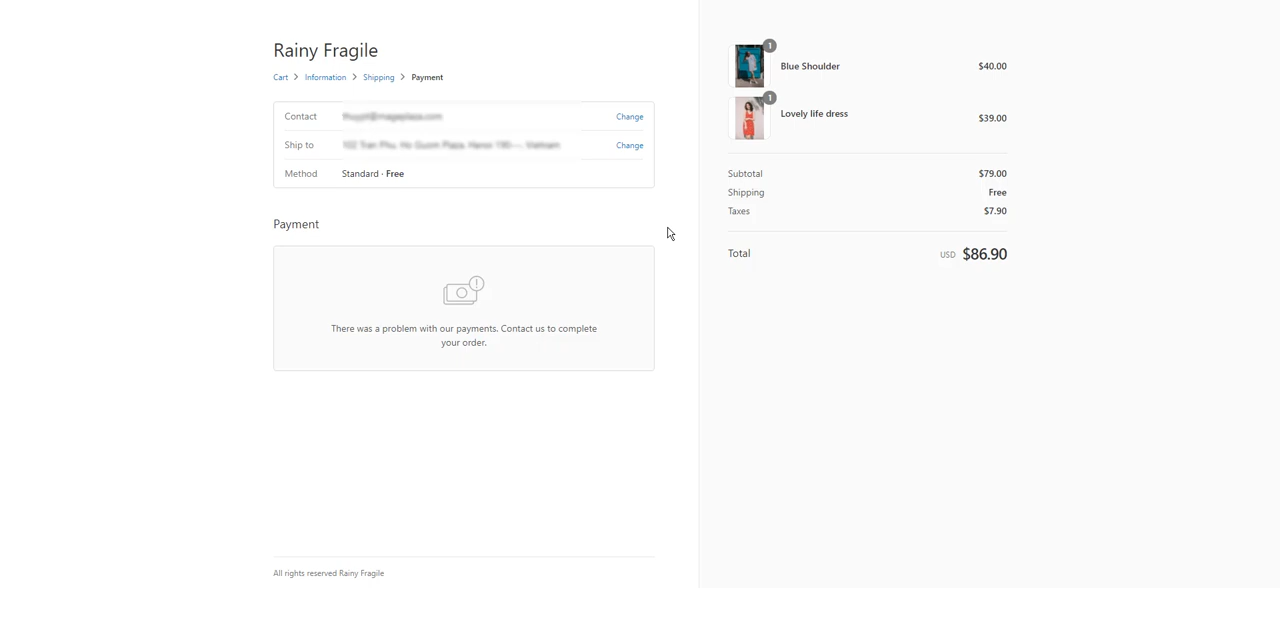 Rainy Fragile
Cart > Information > Shipping > Payment
Contact Change
Ship to Change
Method Standard · Free
Payment
There was a problem with our payments. Contact us to complete
your order.
All rights reserved Rainy Fragile
1
Blue Shoulder $40.00
1
Lovely life dress $39.00
Subtotal $79.00
Shipping Free
Taxes $7.90
Total USD $86.90